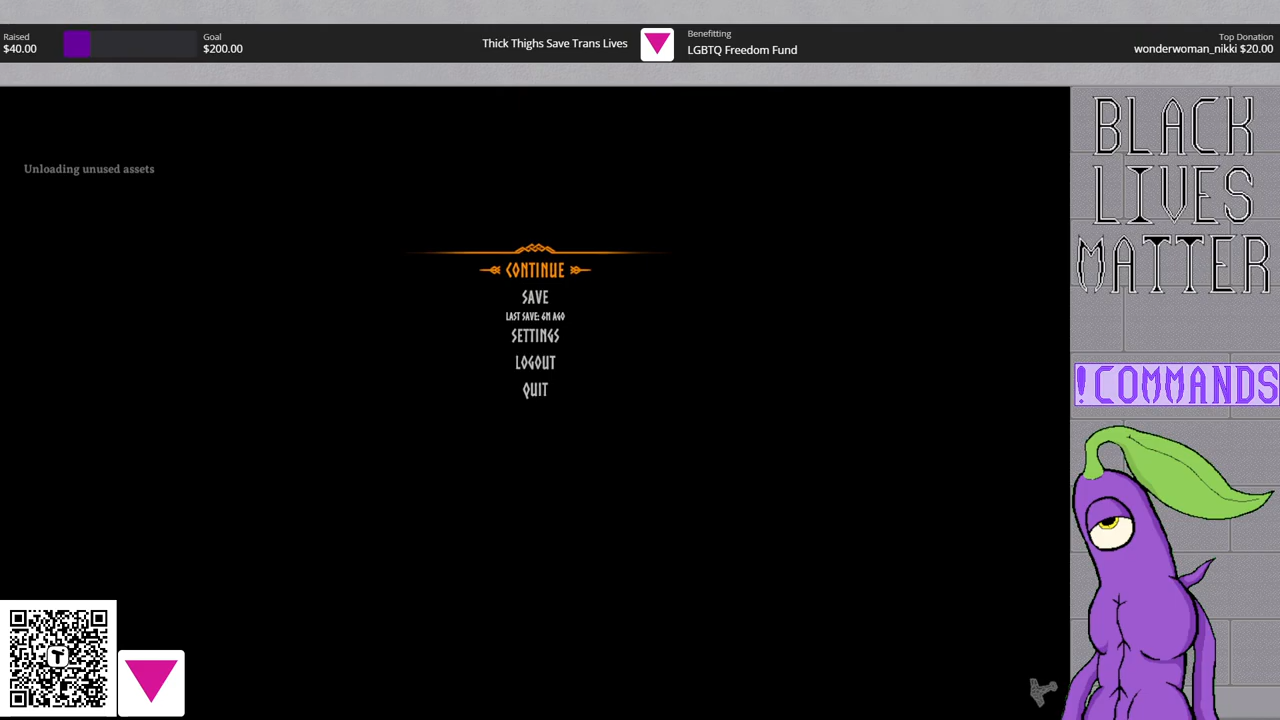 Raised
$40.00
Goal
$200.00
Thick Thighs Save Trans Lives
Benefitting
LGBTQ Freedom Fund
Top Donation
wonderwoman_nikki $20.00
BLACK
LIVES
MATTER
Unloading unused assets
CONTINUE
SAVE
LAST SAVE: 6M AGO
SETTINGS
LOGOUT
QUIT
!COMMANDS
T